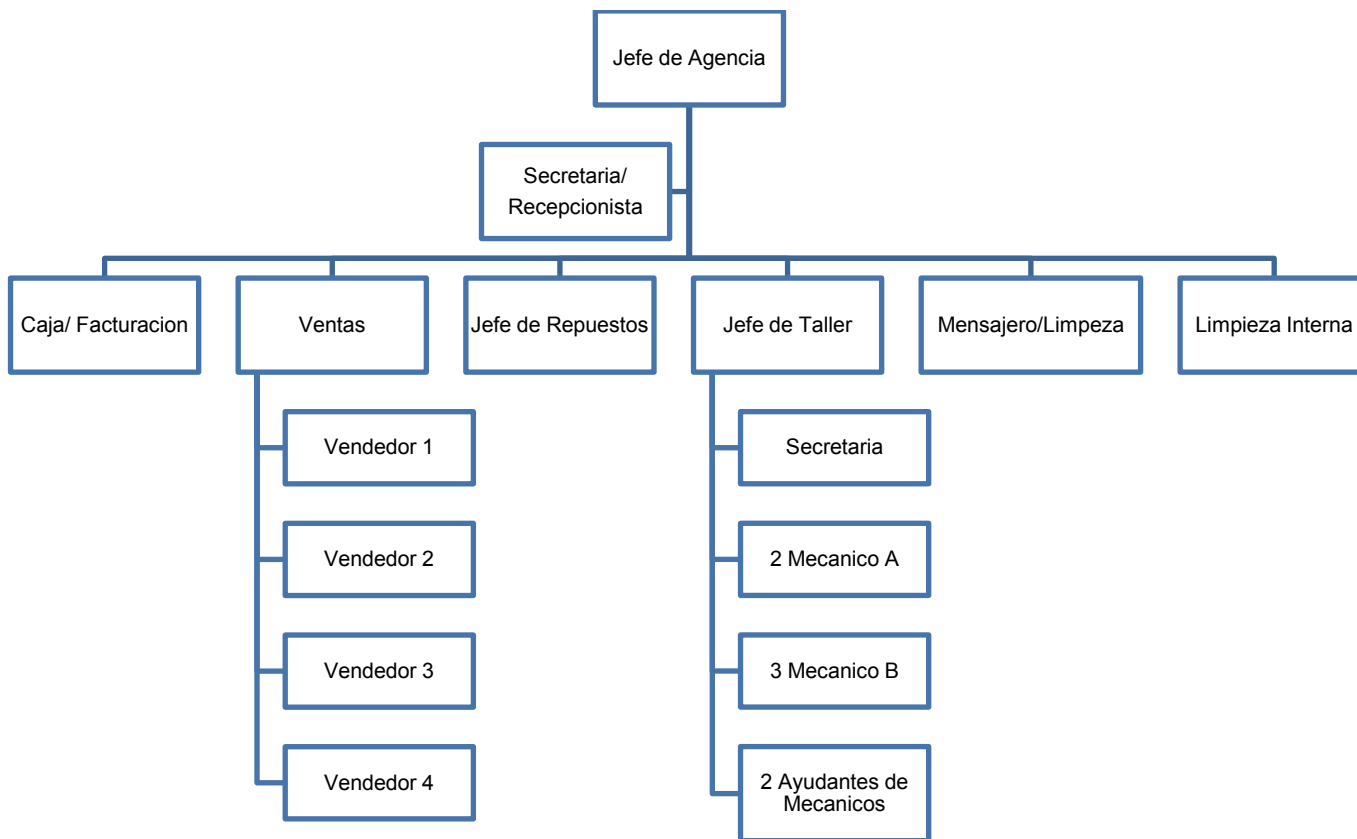 Jefe de Agencia
Secretaria/
Recepcionista
Caja/ Facturacion
Ventas
Jefe de Repuestos
Jefe de Taller
Mensajero/Limpeza
Limpieza Interna
Vendedor 1
Vendedor 2
Vendedor 3
Vendedor 4
Secretaria
2 Mecanico A
3 Mecanico B
2 Ayudantes de
Mecanicos